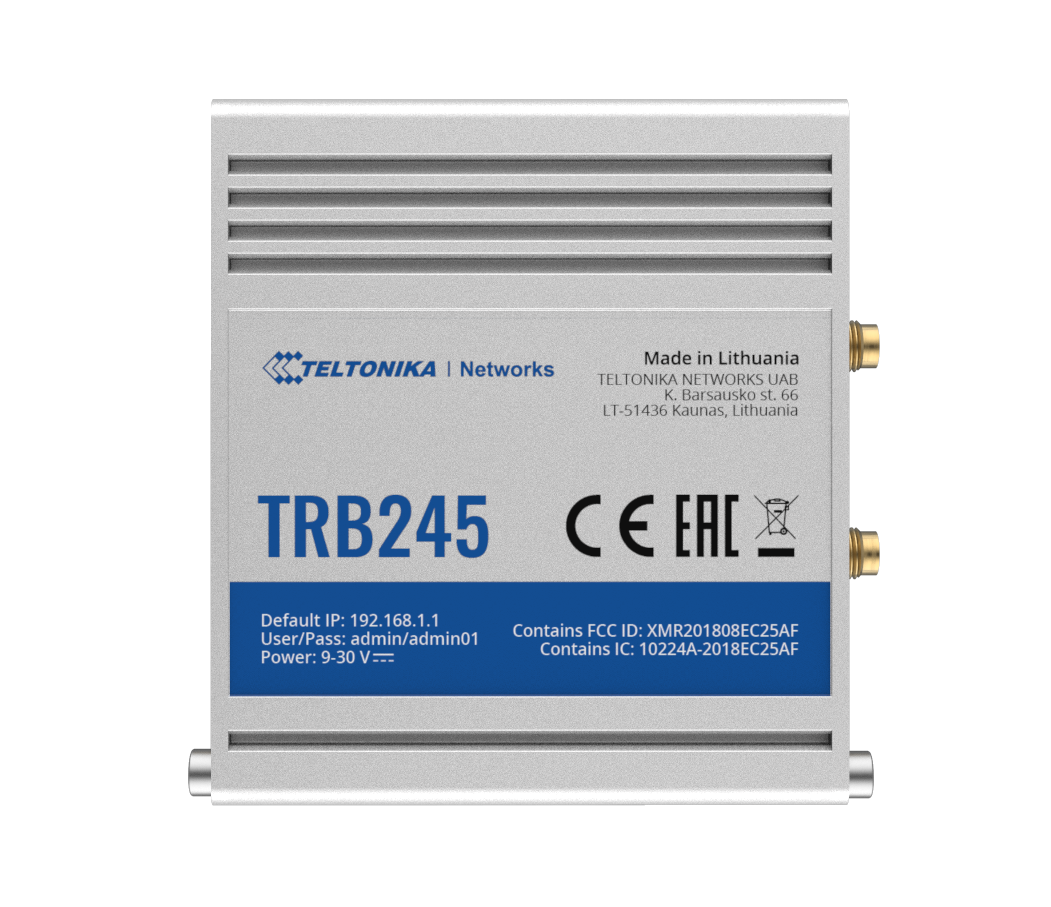 TELTONIKA | Networks
Made in Lithuania
TELTONIKA NETWORKS UAB
K. Barsausko st. 66
LT-51436 Kaunas, Lithuania
TRB245
CE EAC
Default IP: 192.168.1.1
User/Pass: admin/admin01
Power: 9-30 V
Contains FCC ID: XMR201808EC25AF
Contains IC: 10224A-2018EC25AF